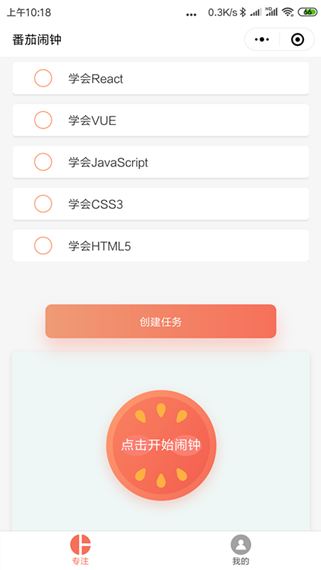 上午10:18
... 0.3K/s 66
番茄闹钟
学会React
学会VUE
学会JavaScript
学会CSS3
学会HTML5
创建任务
点击开始闹钟
专注
我的